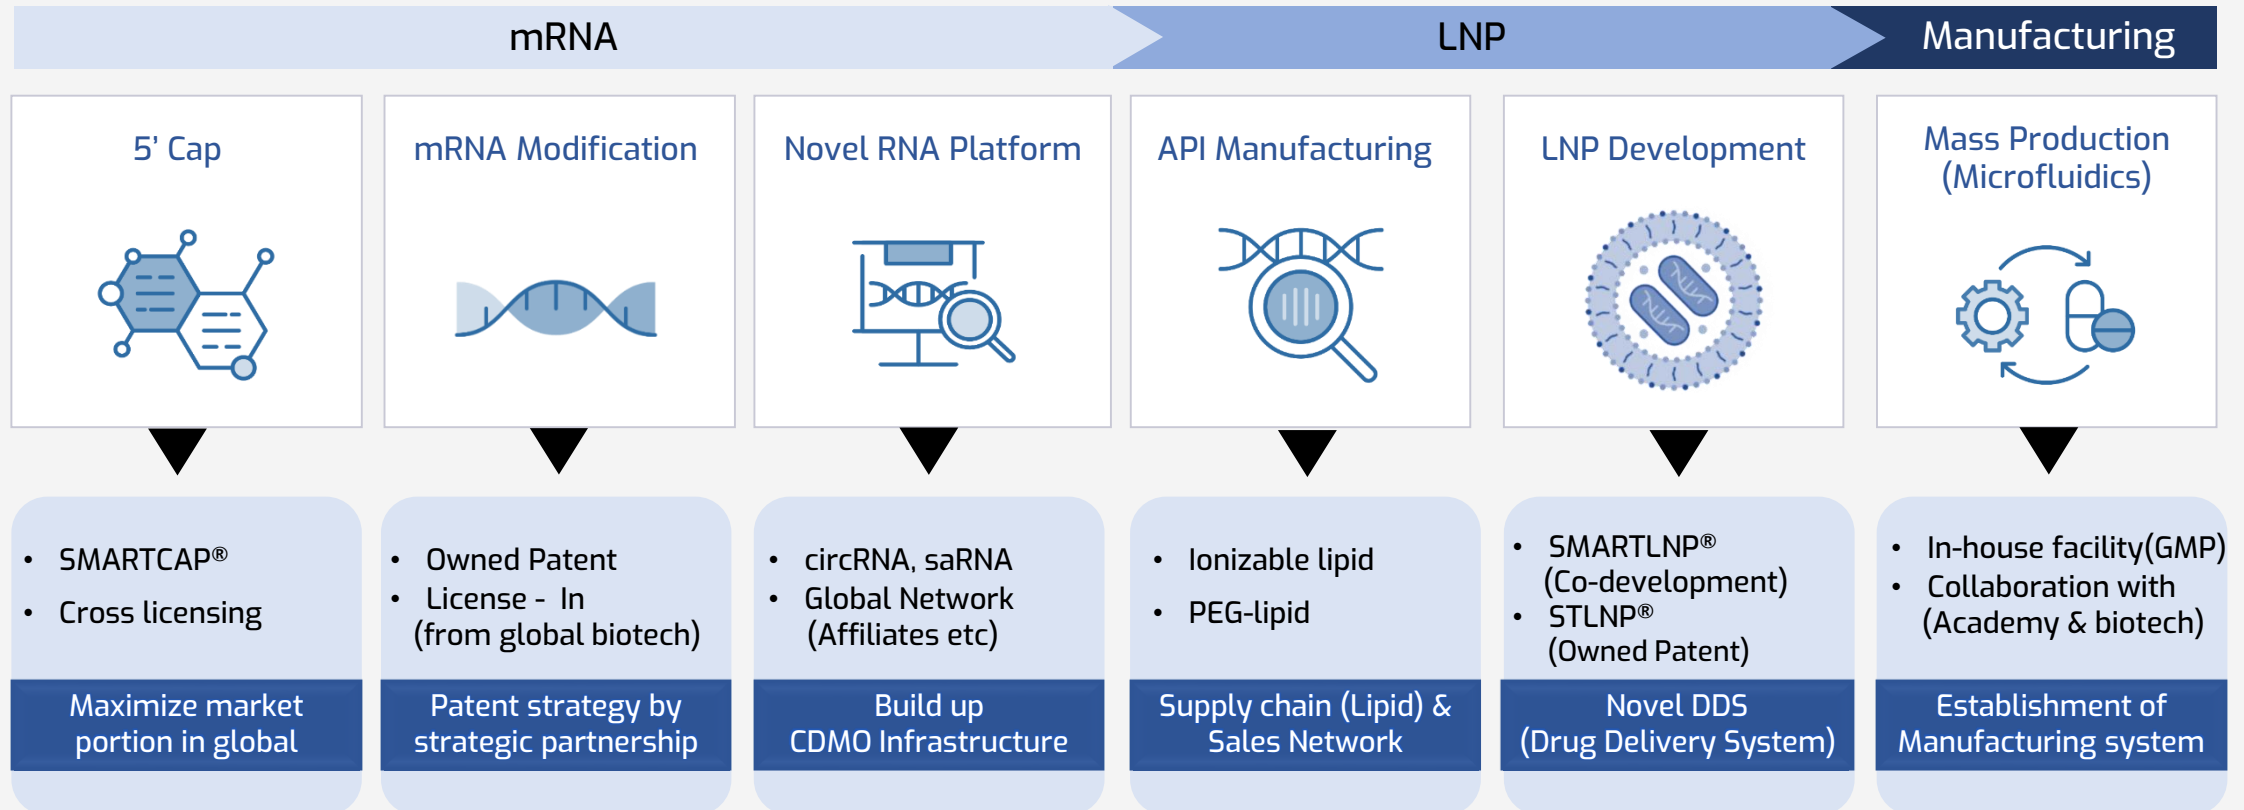 mRNA
LNP
Manufacturing
5’ Cap
mRNA Modification
Novel RNA Platform
API Manufacturing
LNP Development
Mass Production
(Microfluidics)
• SMARTCAP®
• Cross licensing
Maximize market
portion in global
• Owned Patent
• License - In
(from global biotech)
Patent strategy by
strategic partnership
• circRNA, saRNA
• Global Network
(Affiliates etc)
Build up
CDMO Infrastructure
• Ionizable lipid
• PEG-lipid
Supply chain (Lipid) &
Sales Network
• SMARTLNP®
(Co-development)
• STLNP®
(Owned Patent)
Novel DDS
(Drug Delivery System)
• In-house facility(GMP)
• Collaboration with
(Academy & biotech)
Establishment of
Manufacturing system